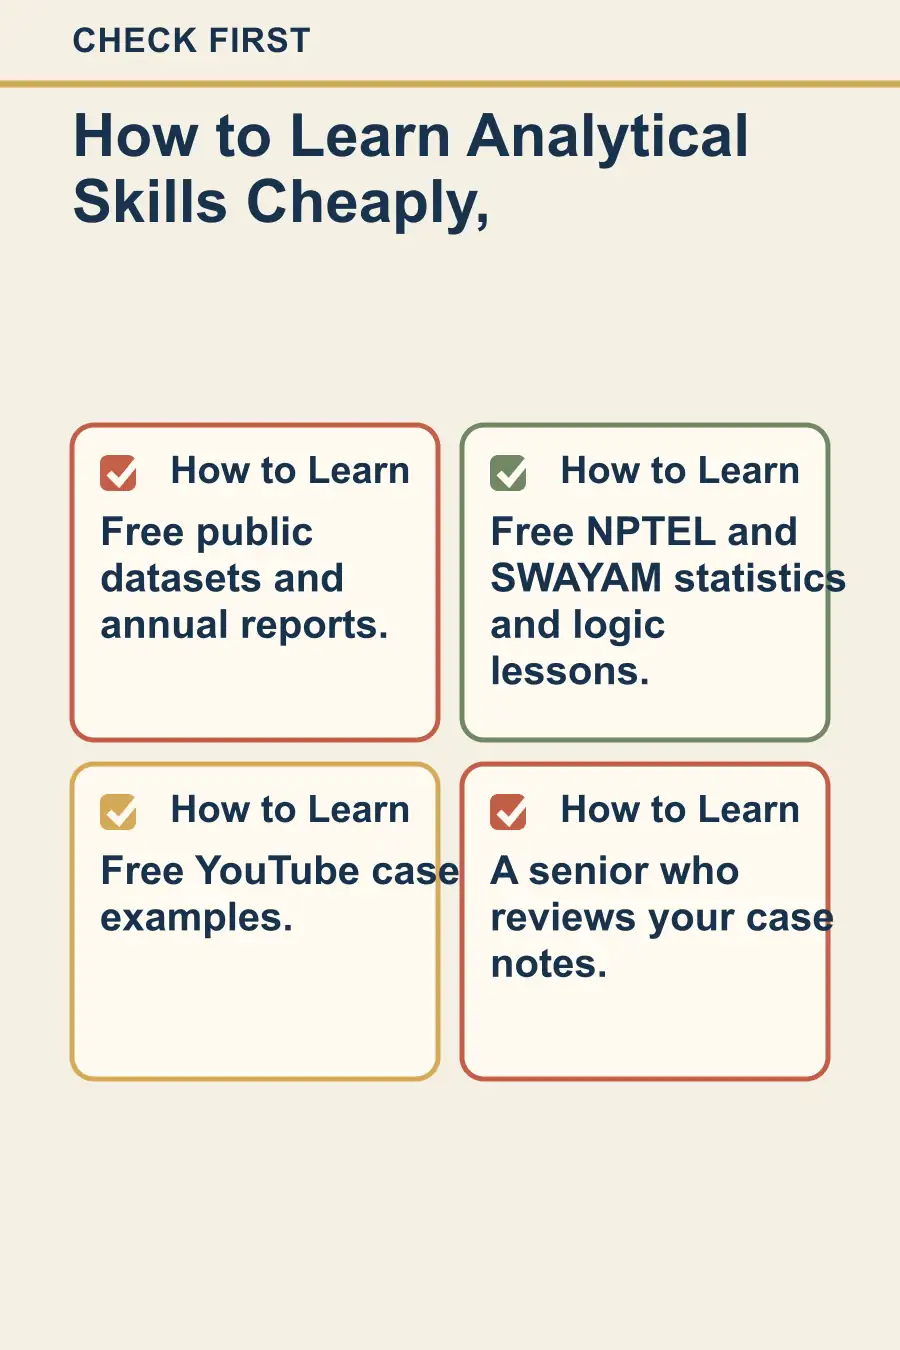 CHECK FIRST
How to Learn Analytical
Skills Cheaply,
How to Learn
Free public
datasets and
annual reports.
How to Learn
Free NPTEL and
SWAYAM statistics
and logic
lessons.
How to Learn
Free YouTube case
examples.
How to Learn
A senior who
reviews your case
notes.